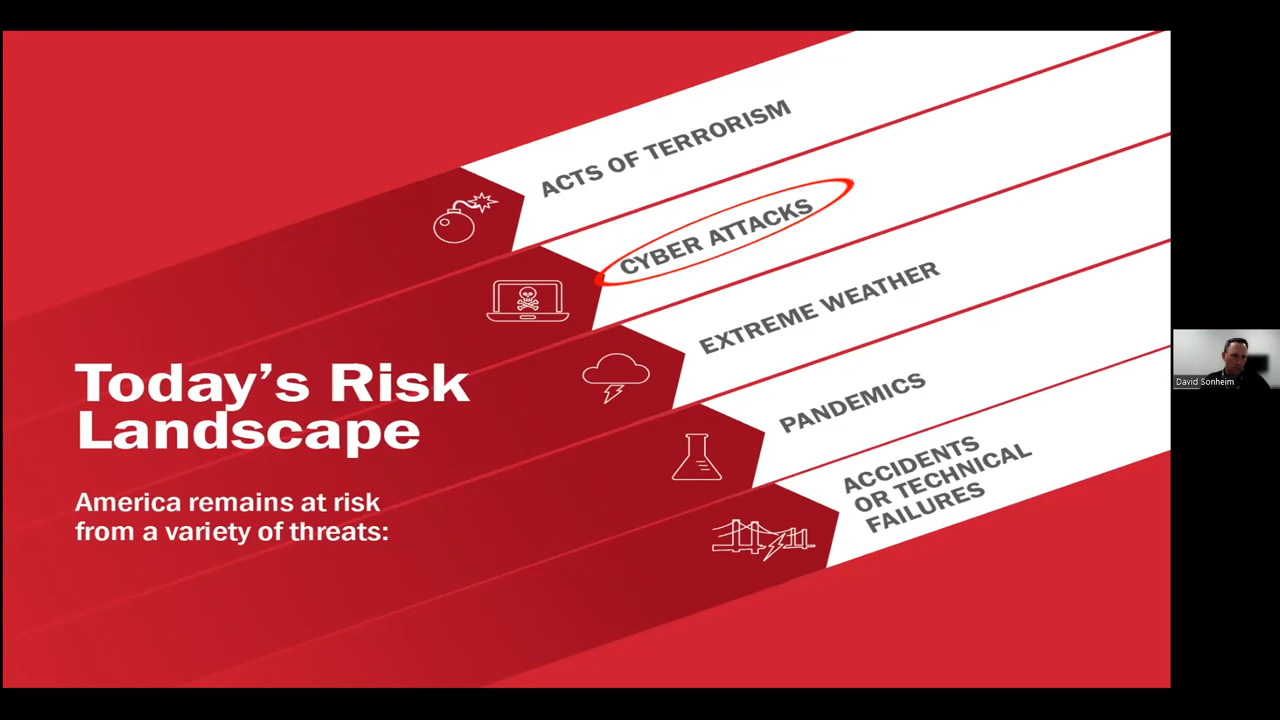 ACTS OF TERRORISM
CYBER ATTACKS
EXTREME WEATHER
PANDEMICS
ACCIDENTS
OR TECHNICAL
FAILURES
Today's Risk
Landscape
America remains at risk
from a variety of threats:
David Sonheim